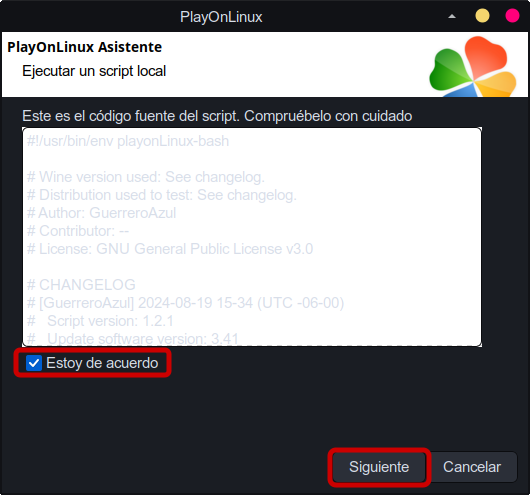 PlayOnLinux
PlayOnLinux Asistente
Ejecutar un script local
Este es el código fuente del script. Compruébelo con cuidado
#!/usr/bin/env playonLinux-bash
# Wine version used: See changelog.
# Distribution used to test: See changelog.
# Author: GuerreroAzul
# Contributor: --
# License: GNU General Public License v3.0
# CHANGELOG
# [GuerreroAzul] 2024-08-19 15-34 (UTC -06-00)
#   Script version: 1.2.1
#   Update software version: 3.41
Estoy de acuerdo
Siguiente
Cancelar